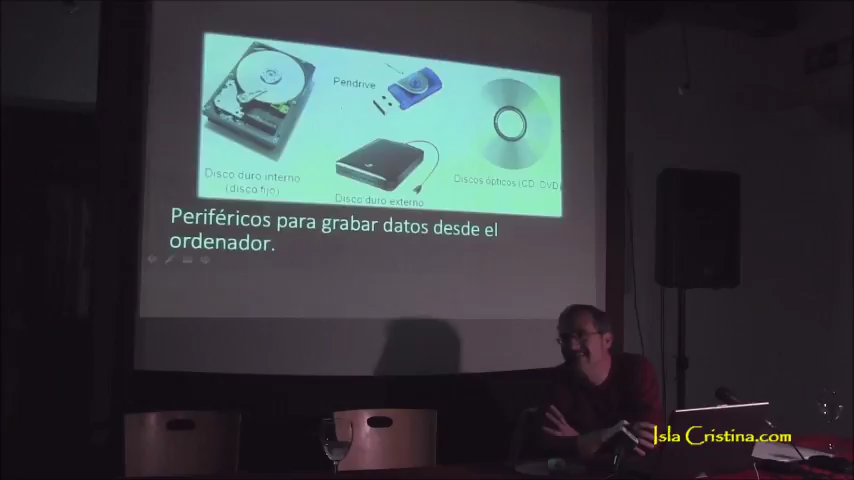 Pendrive
Disco duro interno
(disco fijo)
Disco duro externo
Discos ópticos (CD, DVD)
Periféricos para grabar datos desde el
ordenador.
Isla Cristina.com